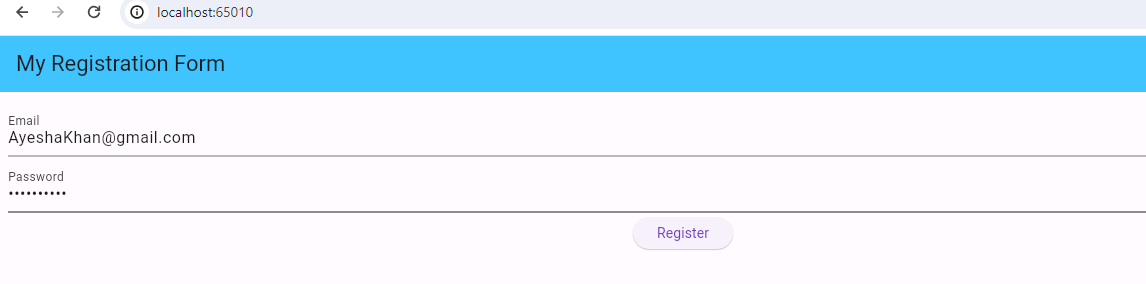 localhost:65010
My Registration Form
Email
AyeshaKhan@gmail.com
Password
••••••••••
Register